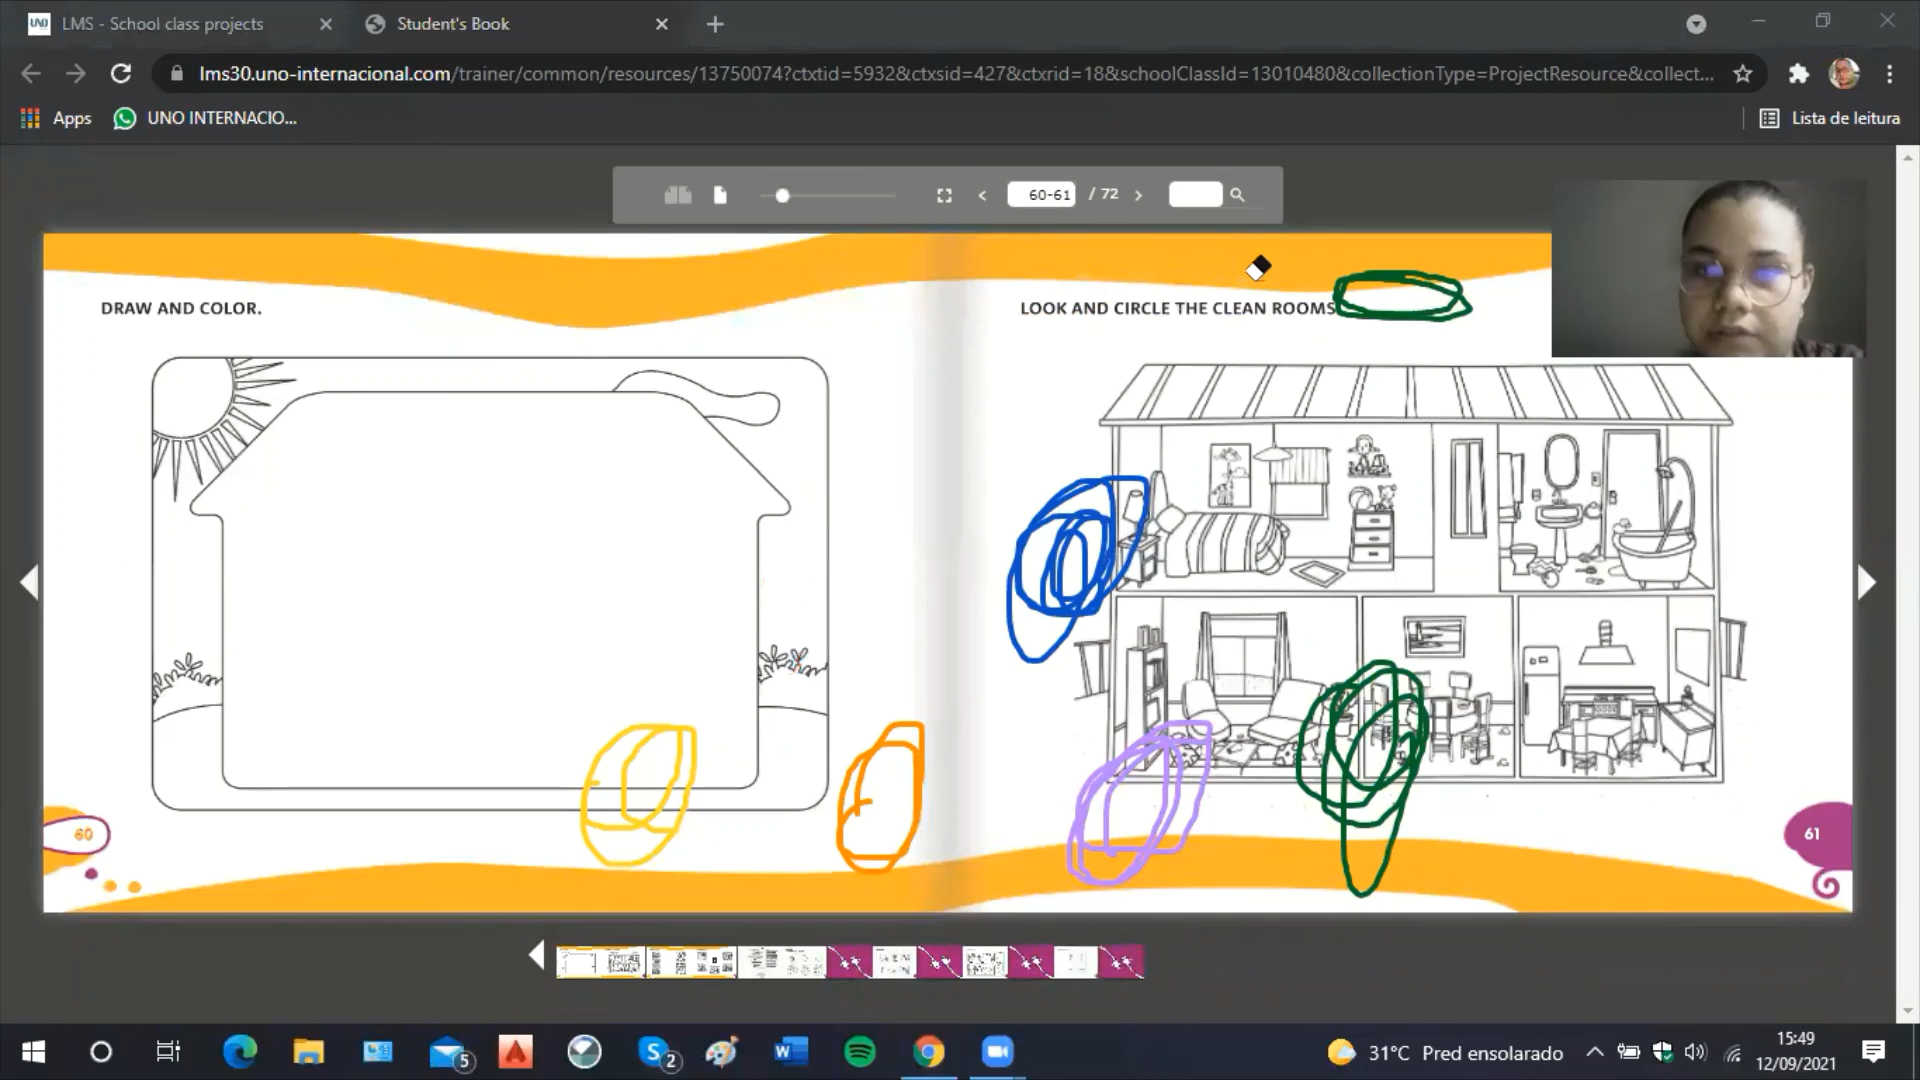 LMS - School class projects
Student's Book
lms30.uno-internacional.com/trainer/common/resources/13750074?ctxtid=5932&ctxsid=427&ctxrid=18&schoolClassId=13010480&collectionType=ProjectResource&collect...
Apps
UNO INTERNACIO...
Lista de leitura
60-61 / 72
DRAW AND COLOR.
LOOK AND CIRCLE THE CLEAN ROOMS
60
61
5
2
31°C Pred ensolarado
15:49
12/09/2021